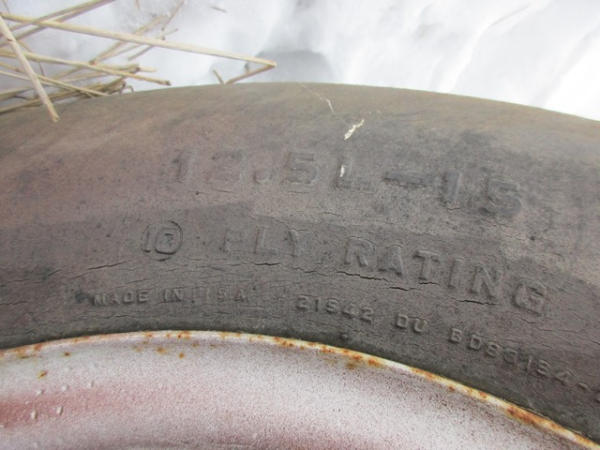 12.5L-15
10 PLY RATING
MADE IN U.S.A 21542 DU